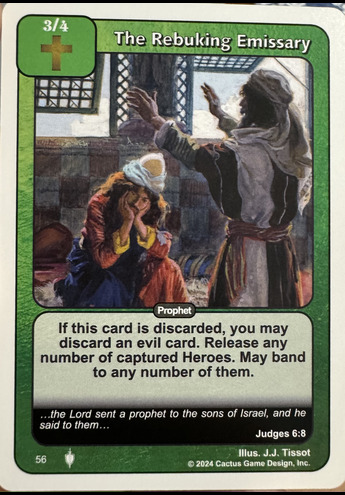 3/4
The Rebuking Emissary
Prophet
If this card is discarded, you may
discard an evil card. Release any
number of captured Heroes. May band
to any number of them.
…the Lord sent a prophet to the sons of Israel, and he
said to them…
Judges 6:8
56
Illus. J.J. Tissot
© 2024 Cactus Game Design, Inc.